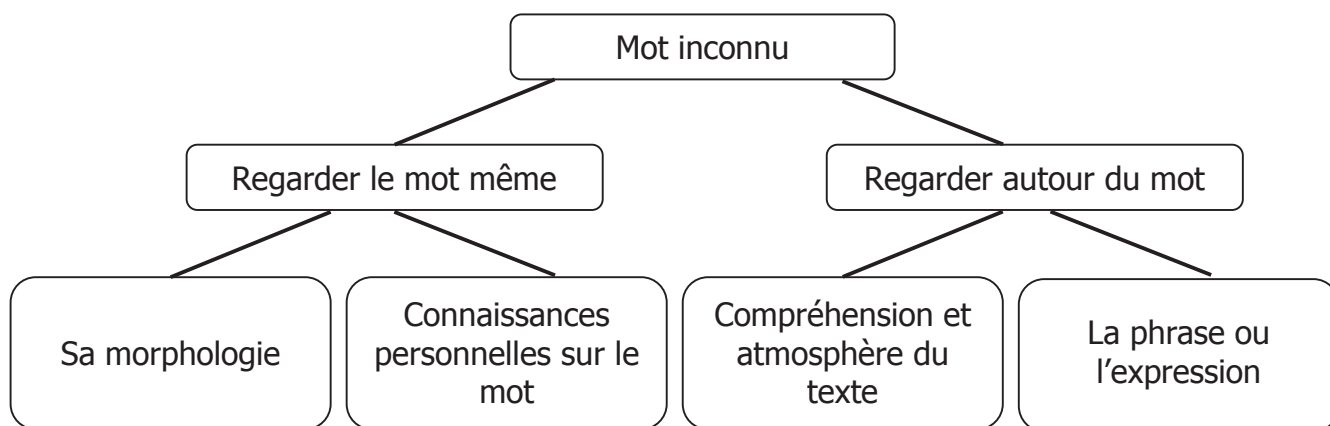 Mot inconnu
Regarder le mot même
Regarder autour du mot
Sa morphologie
Connaissances
personnelles sur le
mot
Compréhension et
atmosphère du
texte
La phrase ou
l’expression